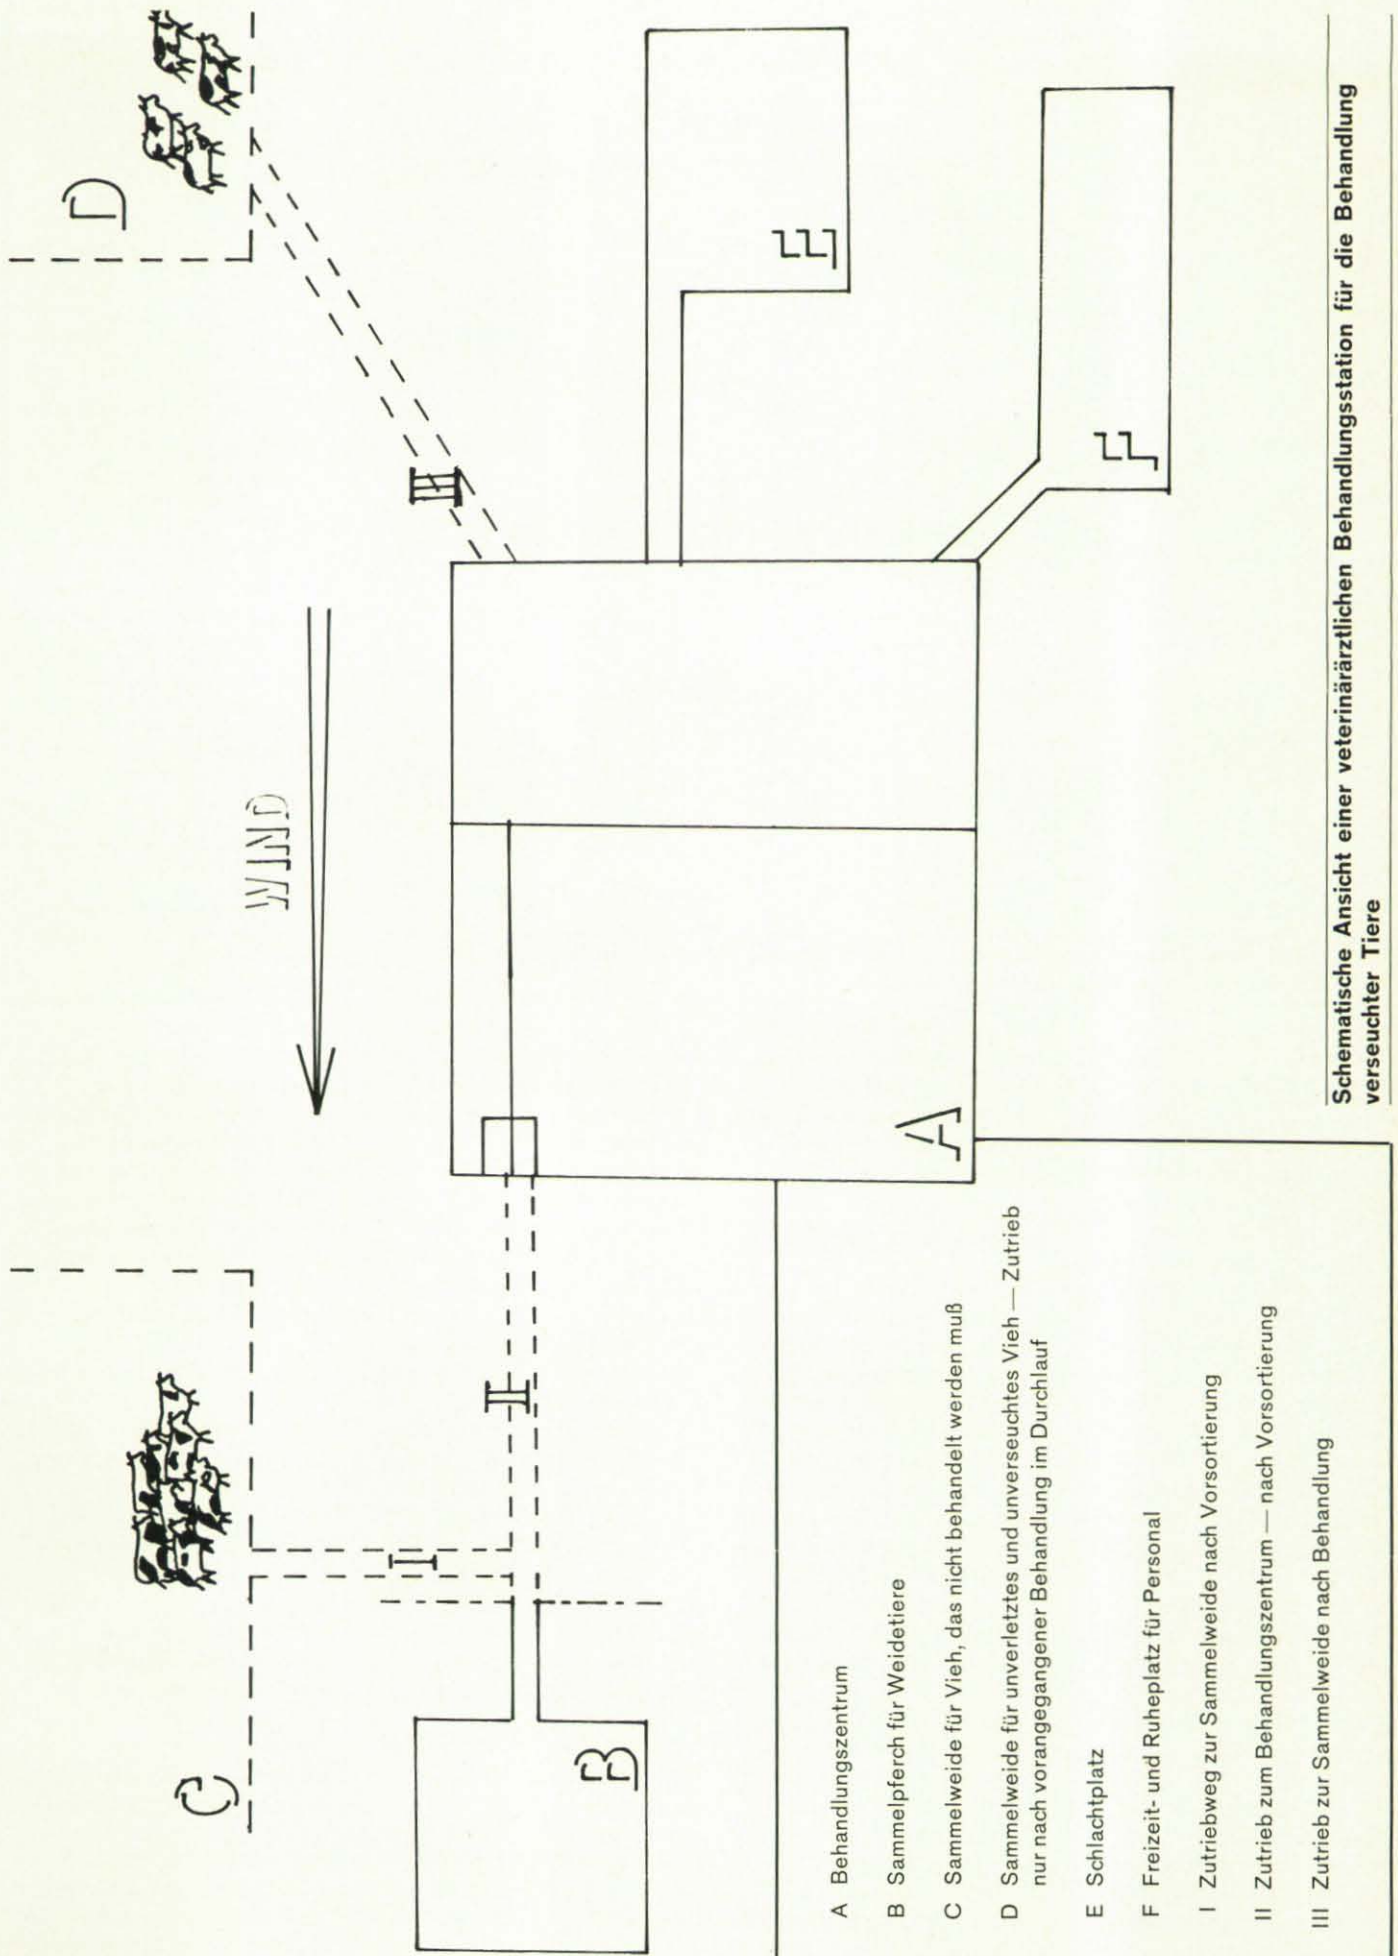 C
D
WIND
I
II
III
B
A
E
F
A Behandlungszentrum
B Sammelpferch für Weidetiere
C Sammelweide für Vieh, das nicht behandelt werden muß
D Sammelweide für unverletztes und unverseuchtes Vieh — Zutrieb
nur nach vorangegangener Behandlung im Durchlauf
E Schlachtplatz
F Freizeit- und Ruheplatz für Personal
I Zutriebweg zur Sammelweide nach Vorsortierung
II Zutrieb zum Behandlungszentrum — nach Vorsortierung
III Zutrieb zur Sammelweide nach Behandlung
Schematische Ansicht einer veterinärärztlichen Behandlungsstation für die Behandlung
verseuchter Tiere